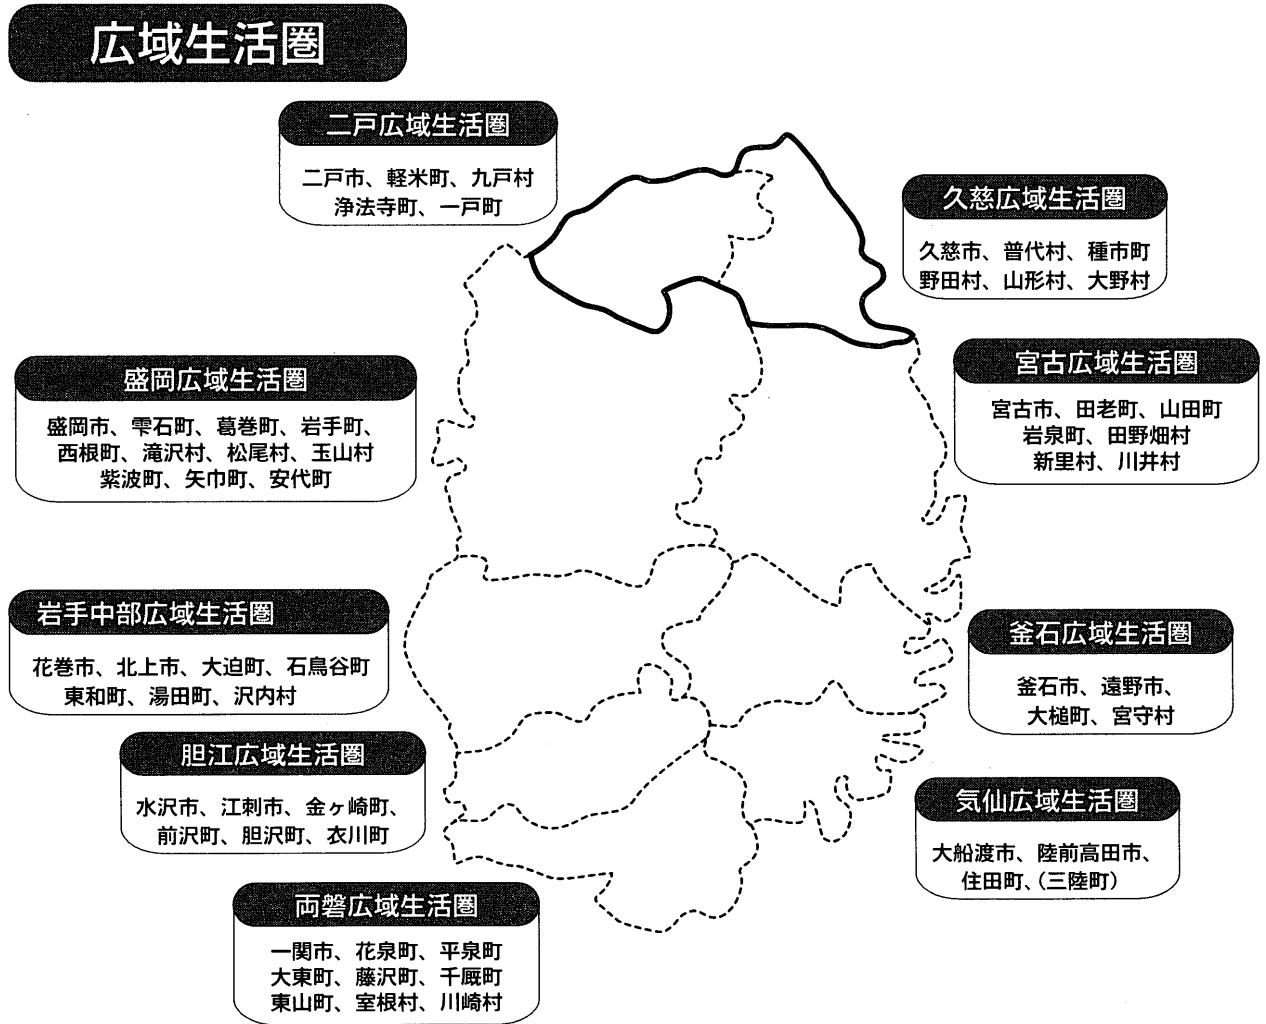 広域生活圏
二戸広域生活圏
二戸市、軽米町、九戸村
浄法寺町、一戸町
久慈広域生活圏
久慈市、普代村、種市町
野田村、山形村、大野村
盛岡広域生活圏
盛岡市、雫石町、葛巻町、岩手町、
西根町、滝沢村、松尾村、玉山村
紫波町、矢巾町、安代町
宮古広域生活圏
宮古市、田老町、山田町
岩泉町、田野畑村
新里村、川井村
岩手中部広域生活圏
花巻市、北上市、大迫町、石鳥谷町
東和町、湯田町、沢内村
釜石広域生活圏
釜石市、遠野市、
大槌町、宮守村
胆江広域生活圏
水沢市、江刺市、金ヶ崎町、
前沢町、胆沢町、衣川町
気仙広域生活圏
大船渡市、陸前高田市、
住田町、（三陸町）
両磐広域生活圏
一関市、花泉町、平泉町
大東町、藤沢町、千厩町
東山町、室根村、川崎村